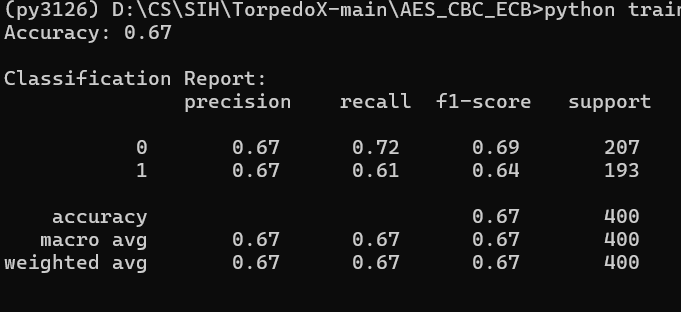 (py3126) D:\CS\SIH\TorpedoX-main\AES_CBC_ECB>python train
Accuracy: 0.67
Classification Report:
precision recall f1-score support
0 0.67 0.72 0.69 207
1 0.67 0.61 0.64 193
accuracy 0.67 400
macro avg 0.67 0.67 0.67 400
weighted avg 0.67 0.67 0.67 400